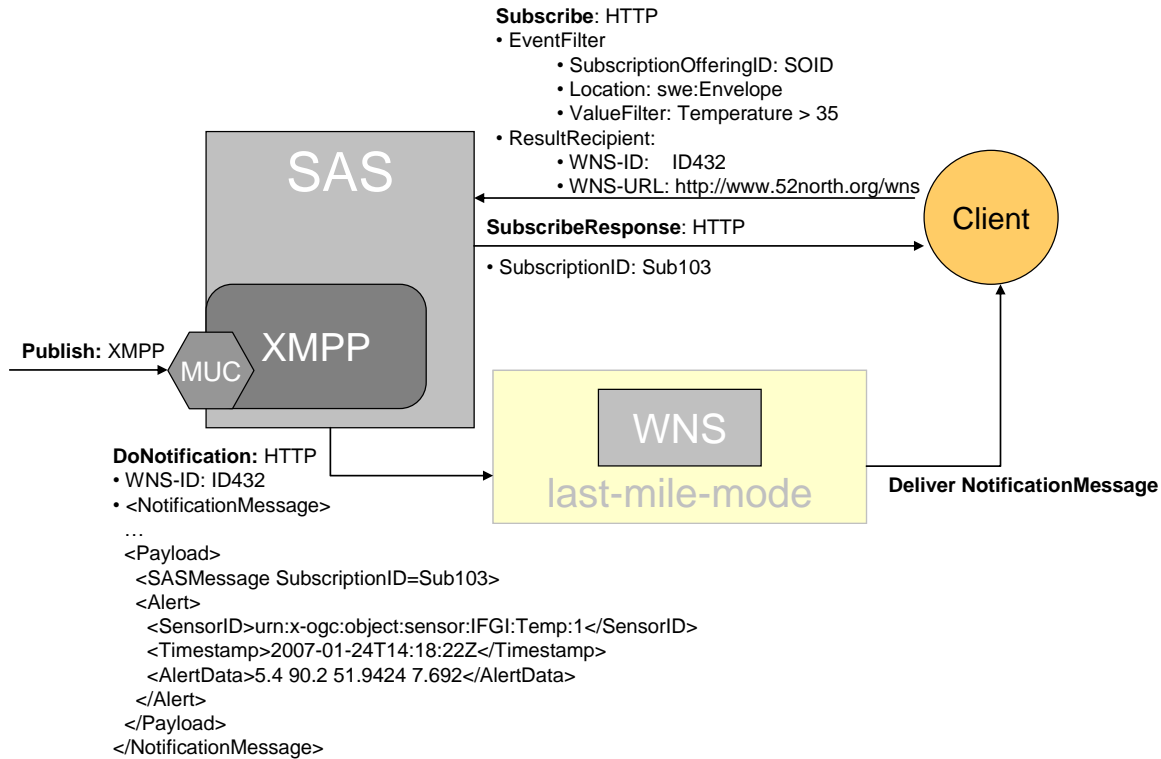 Subscribe: HTTP
• EventFilter
• SubscriptionOfferingID: SOID
• Location: swe:Envelope
• ValueFilter: Temperature > 35
• ResultRecipient:
• WNS-ID: ID432
• WNS-URL: http://www.52north.org/wns
SAS
Client
SubscribeResponse: HTTP
• SubscriptionID: Sub103
XMPP
Publish: XMPP
MUC
WNS
last-mile-mode
Deliver NotificationMessage
DoNotification: HTTP
• WNS-ID: ID432
• <NotificationMessage>
…
<Payload>
<SASMessage SubscriptionID=Sub103>
<Alert>
<SensorID>urn:x-ogc:object:sensor:IFGI:Temp:1</SensorID>
<Timestamp>2007-01-24T14:18:22Z</Timestamp>
<AlertData>5.4 90.2 51.9424 7.692</AlertData>
</Alert>
</Payload>
</NotificationMessage>